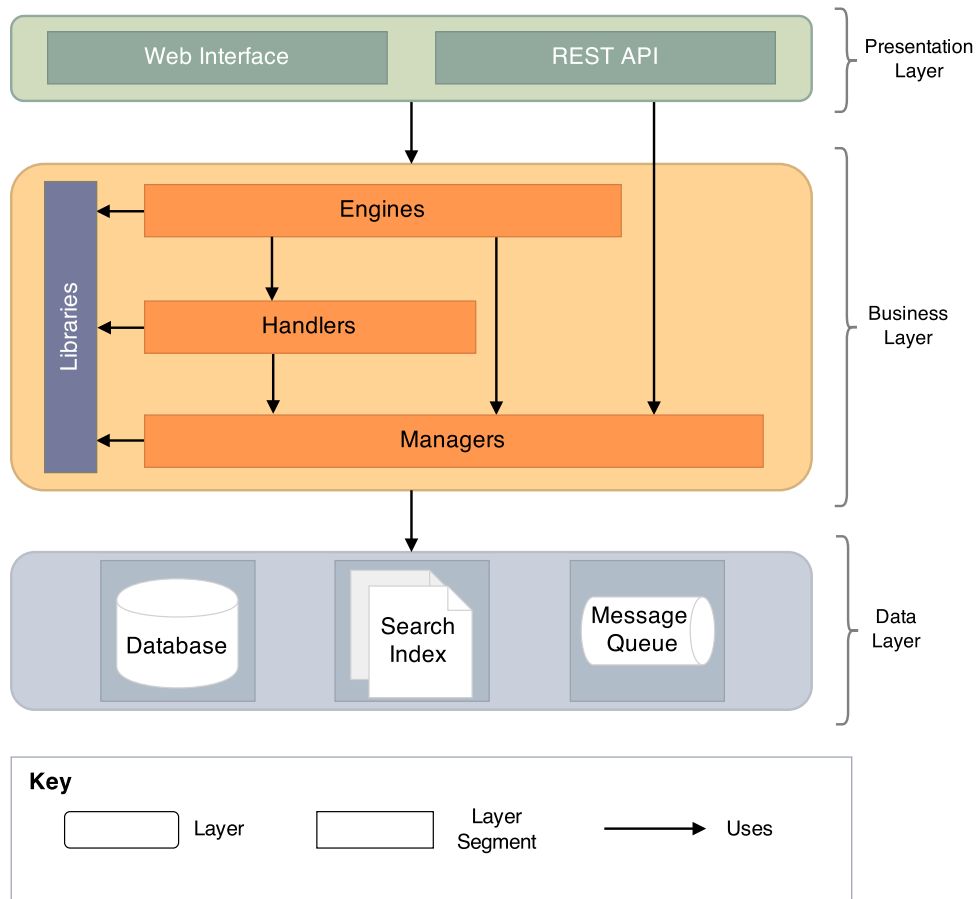 Web Interface
REST API
Presentation
Layer
Engines
Libraries
Handlers
Business
Layer
Managers
Database
Search
Index
Message
Queue
Data
Layer
Key
Layer
Layer
Segment
Uses